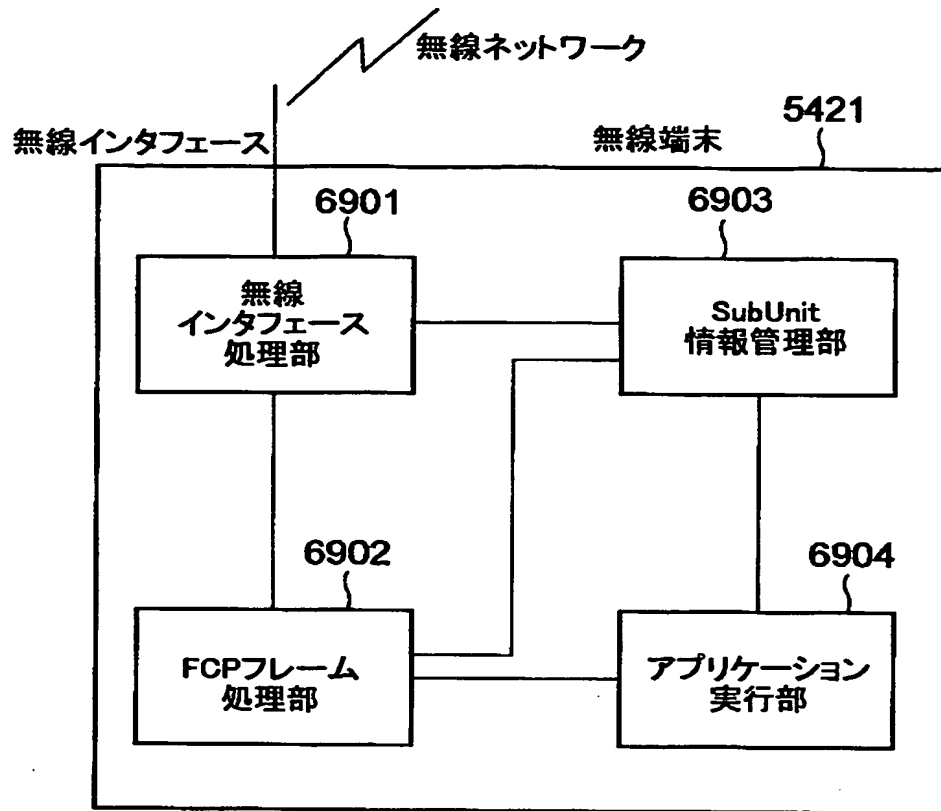 無線ネットワーク
無線インタフェース
無線端末
5421
6901
6903
無線
インタフェース
処理部
SubUnit
情報管理部
6902
6904
FCPフレーム
処理部
アプリケーション
実行部